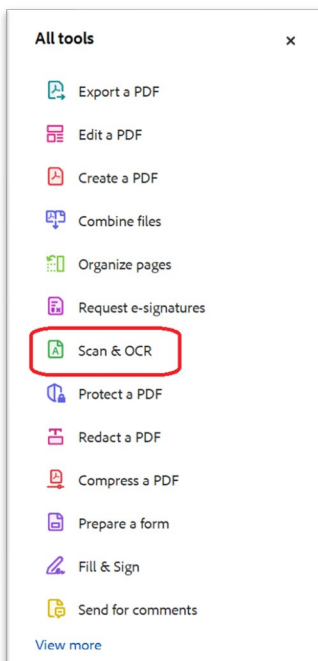 All tools
Export a PDF
Edit a PDF
Create a PDF
Combine files
Organize pages
Request e-signatures
Scan & OCR
Protect a PDF
Redact a PDF
Compress a PDF
Prepare a form
Fill & Sign
Send for comments
View more